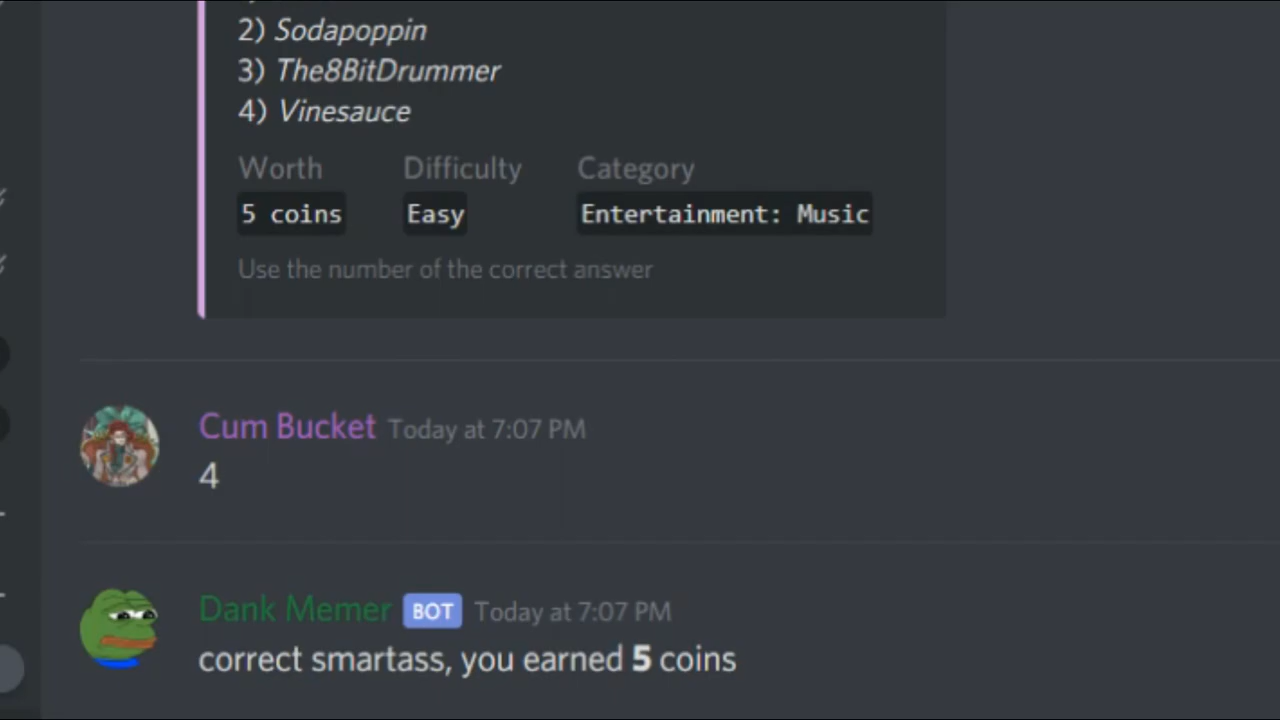 2) Sodapoppin
3) The8BitDrummer
4) Vinesauce
Worth Difficulty Category
5 coins Easy Entertainment: Music
Use the number of the correct answer
Cum Bucket Today at 7:07 PM
4
Dank Memer BOT Today at 7:07 PM
correct smartass, you earned 5 coins